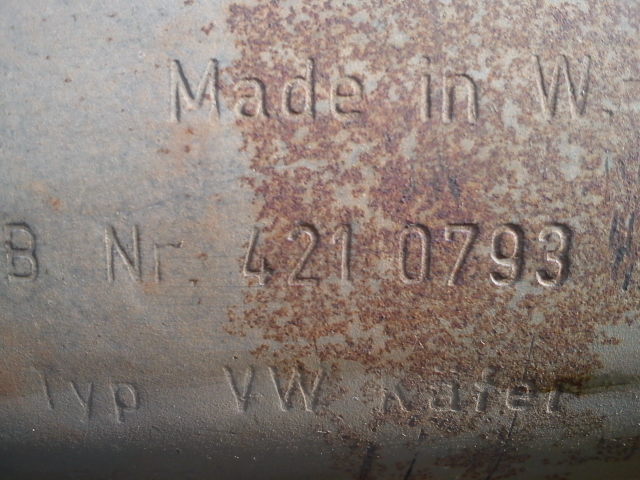 Made in W.
B Nr. 421 0793
Typ VW Käfer